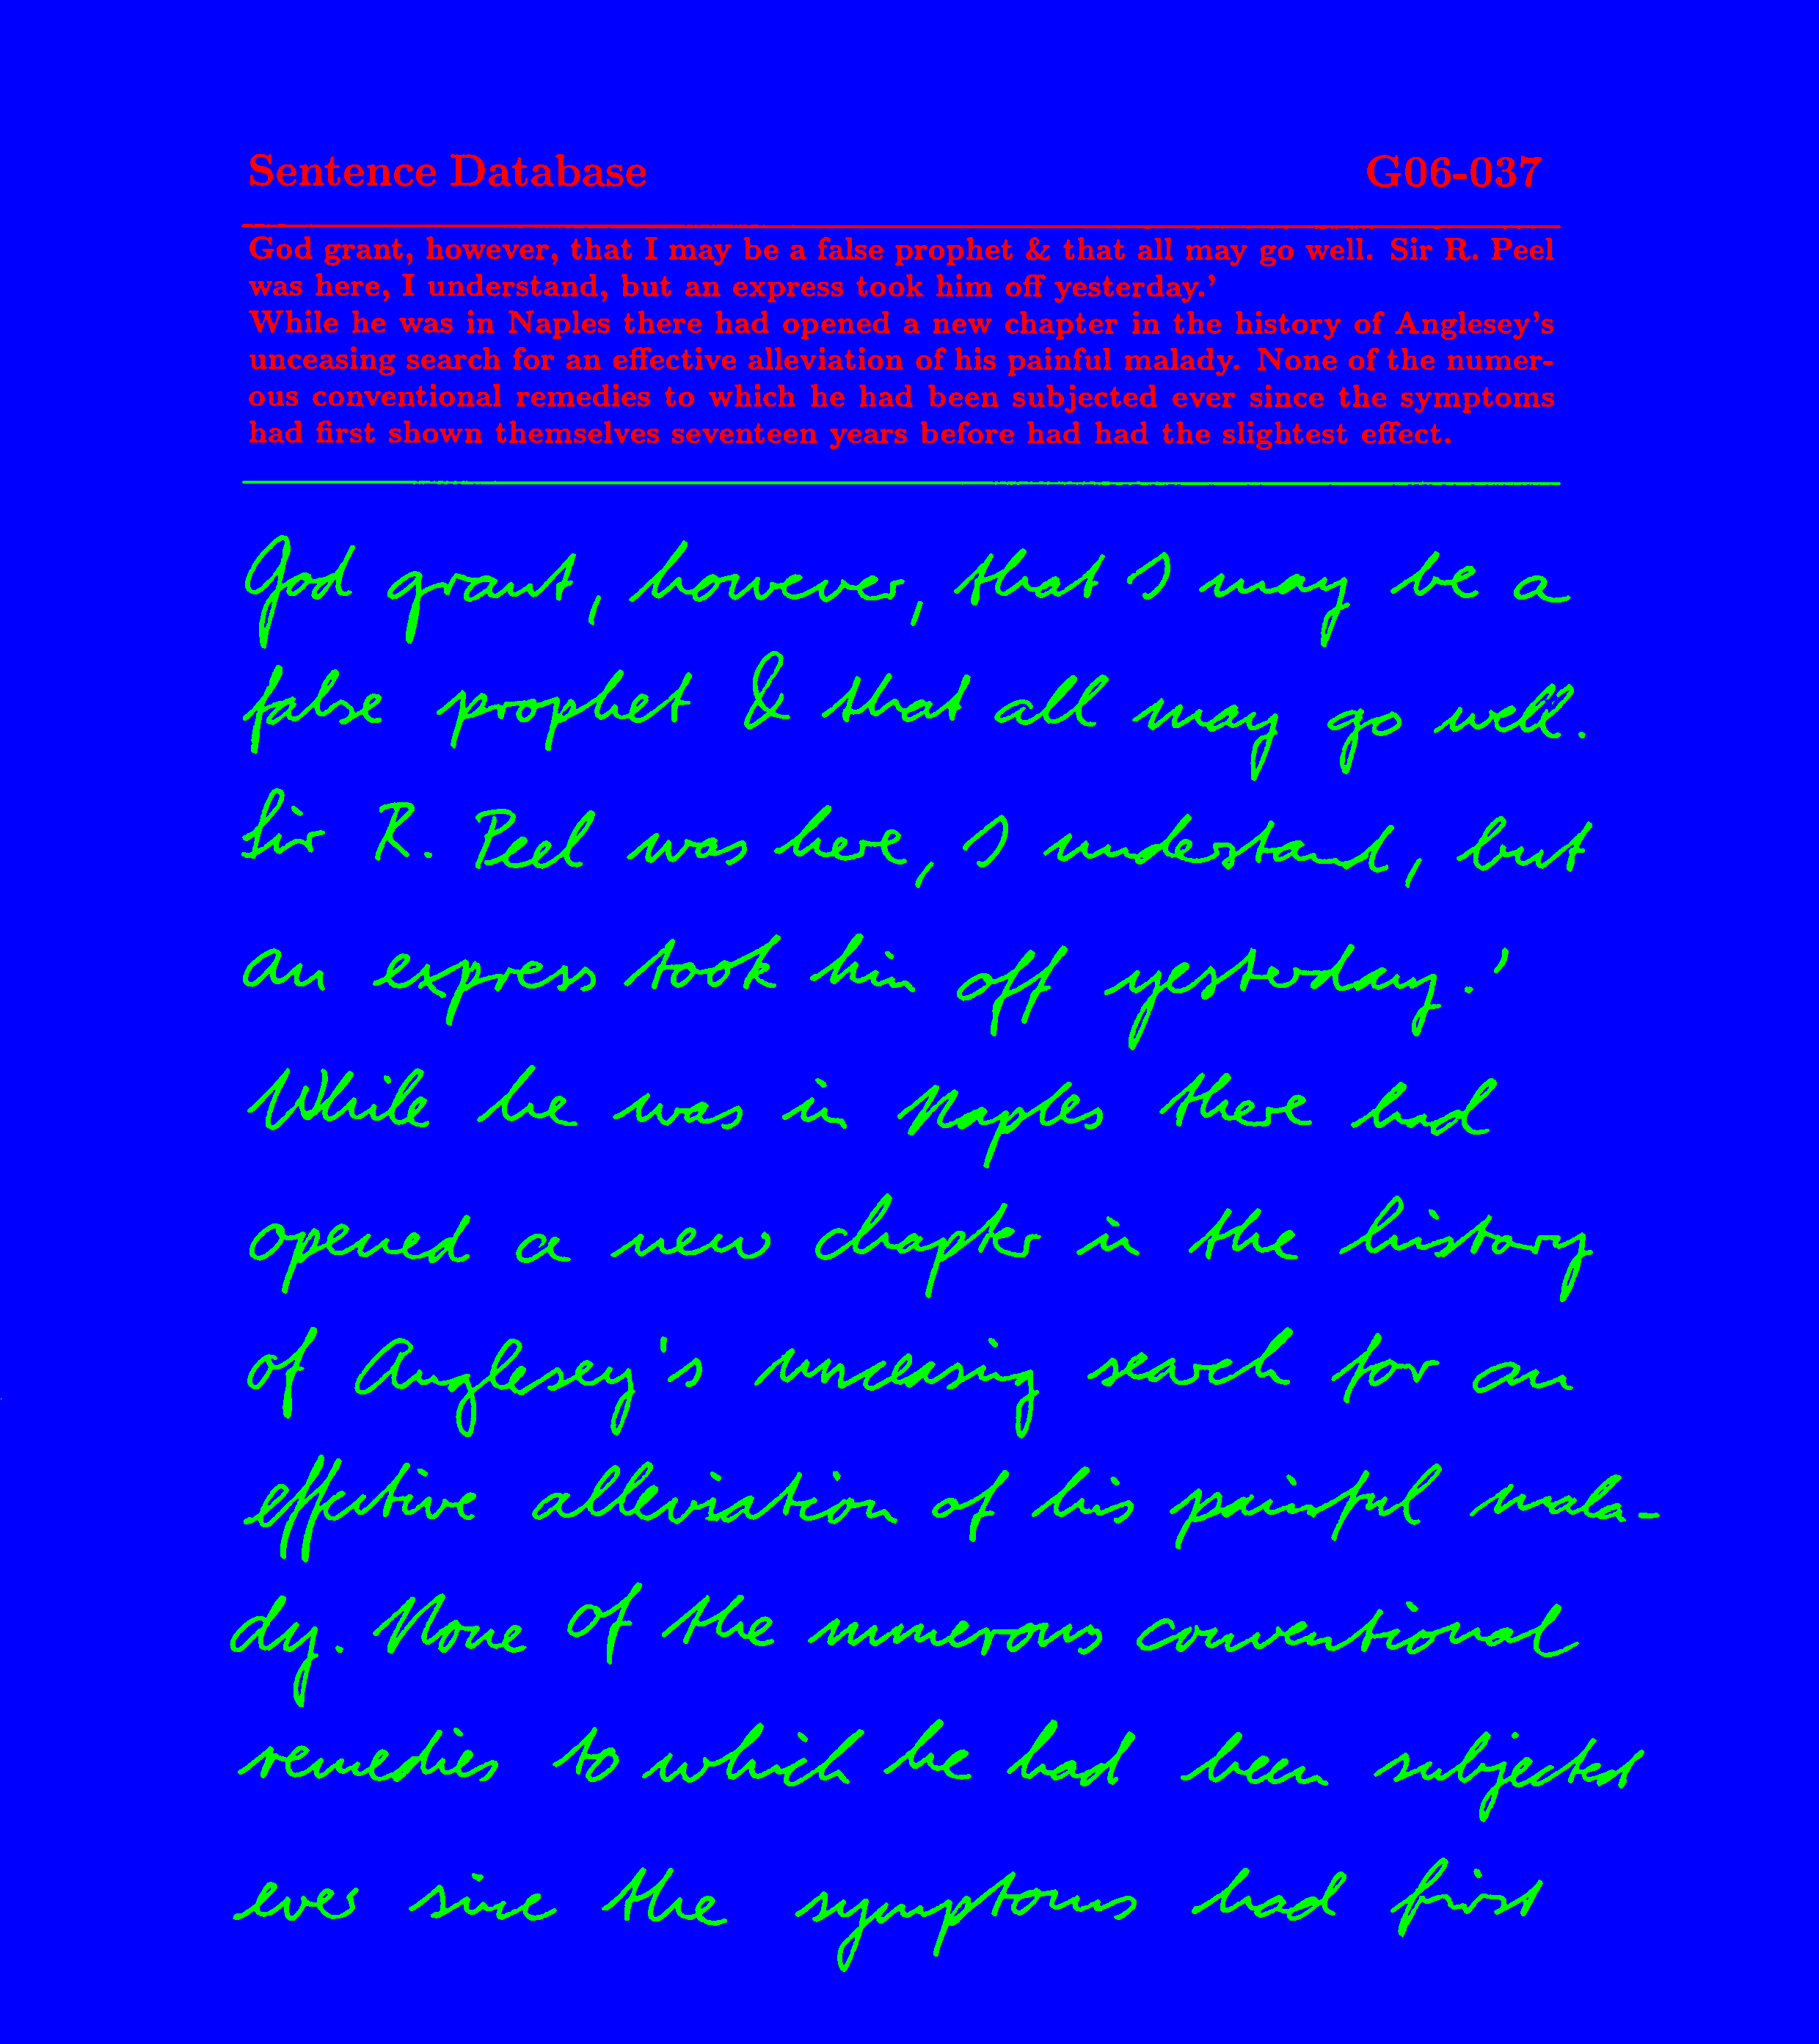 Sentence Database G06-037
God grant, however, that I may be a false prophet & that all may go well. Sir R. Peel
was here, I understand, but an express took him off yesterday.’
While he was in Naples there had opened a new chapter in the history of Anglesey’s
unceasing search for an effective alleviation of his painful malady. None of the numer-
ous conventional remedies to which he had been subjected ever since the symptoms
had first shown themselves seventeen years before had had the slightest effect.
God grant, however, that I may be a
false prophet & that all may go well.
Sir R. Peel was here, I understand, but
an express took him off yesterday.’
While he was in Naples there had
opened a new chapter in the history
of Anglesey's unceasing search for an
effective alleviation of his painful mala-
dy. None of the numerous conventional
remedies to which he had been subjected
ever since the symptoms had first